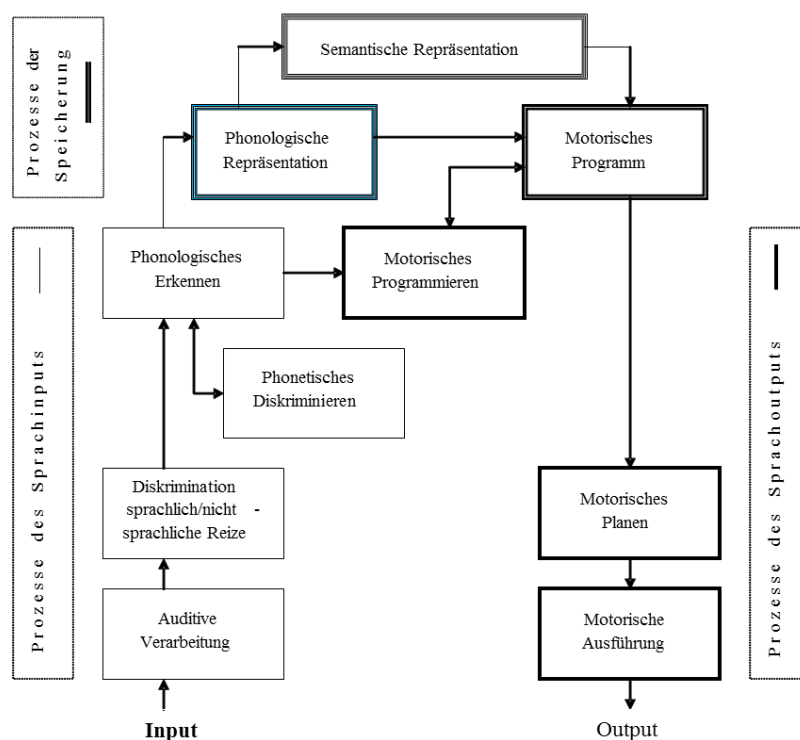 Prozesse der
Speicherung
Semantische Repräsentation
Phonologische
Repräsentation
Motorisches
Programm
Prozesse des Sprachinputs
Phonologisches
Erkennen
Motorisches
Programmieren
Phonetisches
Diskriminieren
Diskrimination
sprachlich/nicht -
sprachliche Reize
Auditive
Verarbeitung
Input
Motorisches
Planen
Motorische
Ausführung
Output
Prozesse des Sprachoutputs